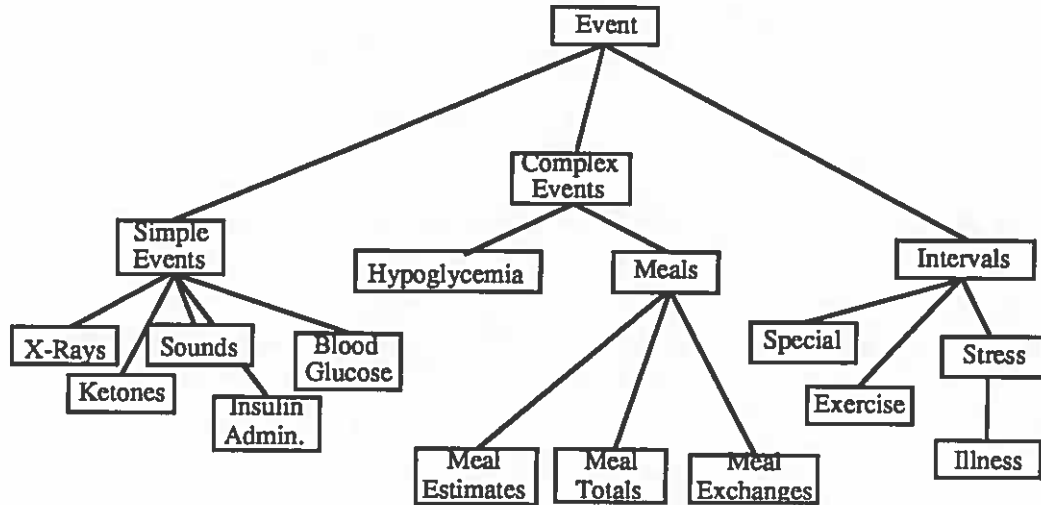 Event
Complex
Events
Simple
Events
Hypoglycemia
Meals
Intervals
X-Rays
Sounds
Blood
Glucose
Special
Stress
Ketones
Insulin
Admin.
Exercise
Meal
Estimates
Meal
Totals
Meal
Exchanges
Illness